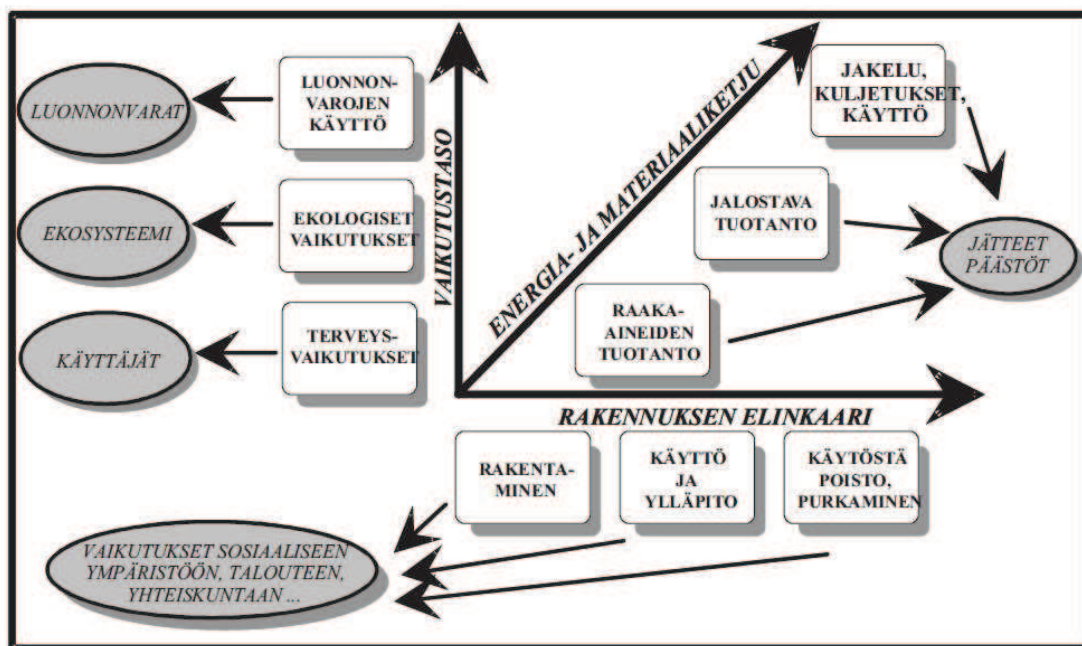 LUONNONVARAT
LUONNON-
VAROJEN
KÄYTTÖ
EKOSYSTEEMI
EKOLOGISET
VAIKUTUKSET
KÄYTTÄJÄT
TERVEYS-
VAIKUTUKSET
VAIKUTUSTASO
ENERGIA- JA MATERIAALIKETJU
JAKELU,
KULJETUKSET,
KÄYTTÖ
JALOSTAVA
TUOTANTO
RAAKA-
AINEIDEN
TUOTANTO
JÄTTEET
PÄÄSTÖT
RAKENNUKSEN ELINKAARI
RAKENTA-
MINEN
KÄYTTÖ
JA
YLLÄPITO
KÄYTÖSTÄ
POISTO,
PURKAMINEN
VAIKUTUKSET SOSIAALISEEN
YMPÄRISTÖÖN, TALOUTEEN,
YHTEISKUNTAAN ...